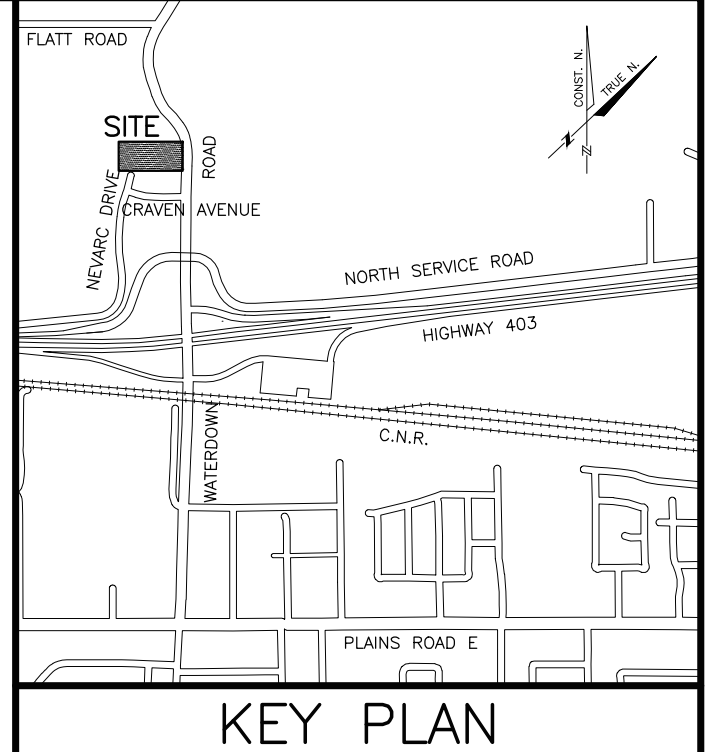 FLATT ROAD
CONST. N.
TRUE N.
N
N
SITE
ROAD
NEVARC DRIVE
CRAVEN AVENUE
NORTH SERVICE ROAD
HIGHWAY 403
WATERDOWN
C.N.R.
PLAINS ROAD E
KEY PLAN